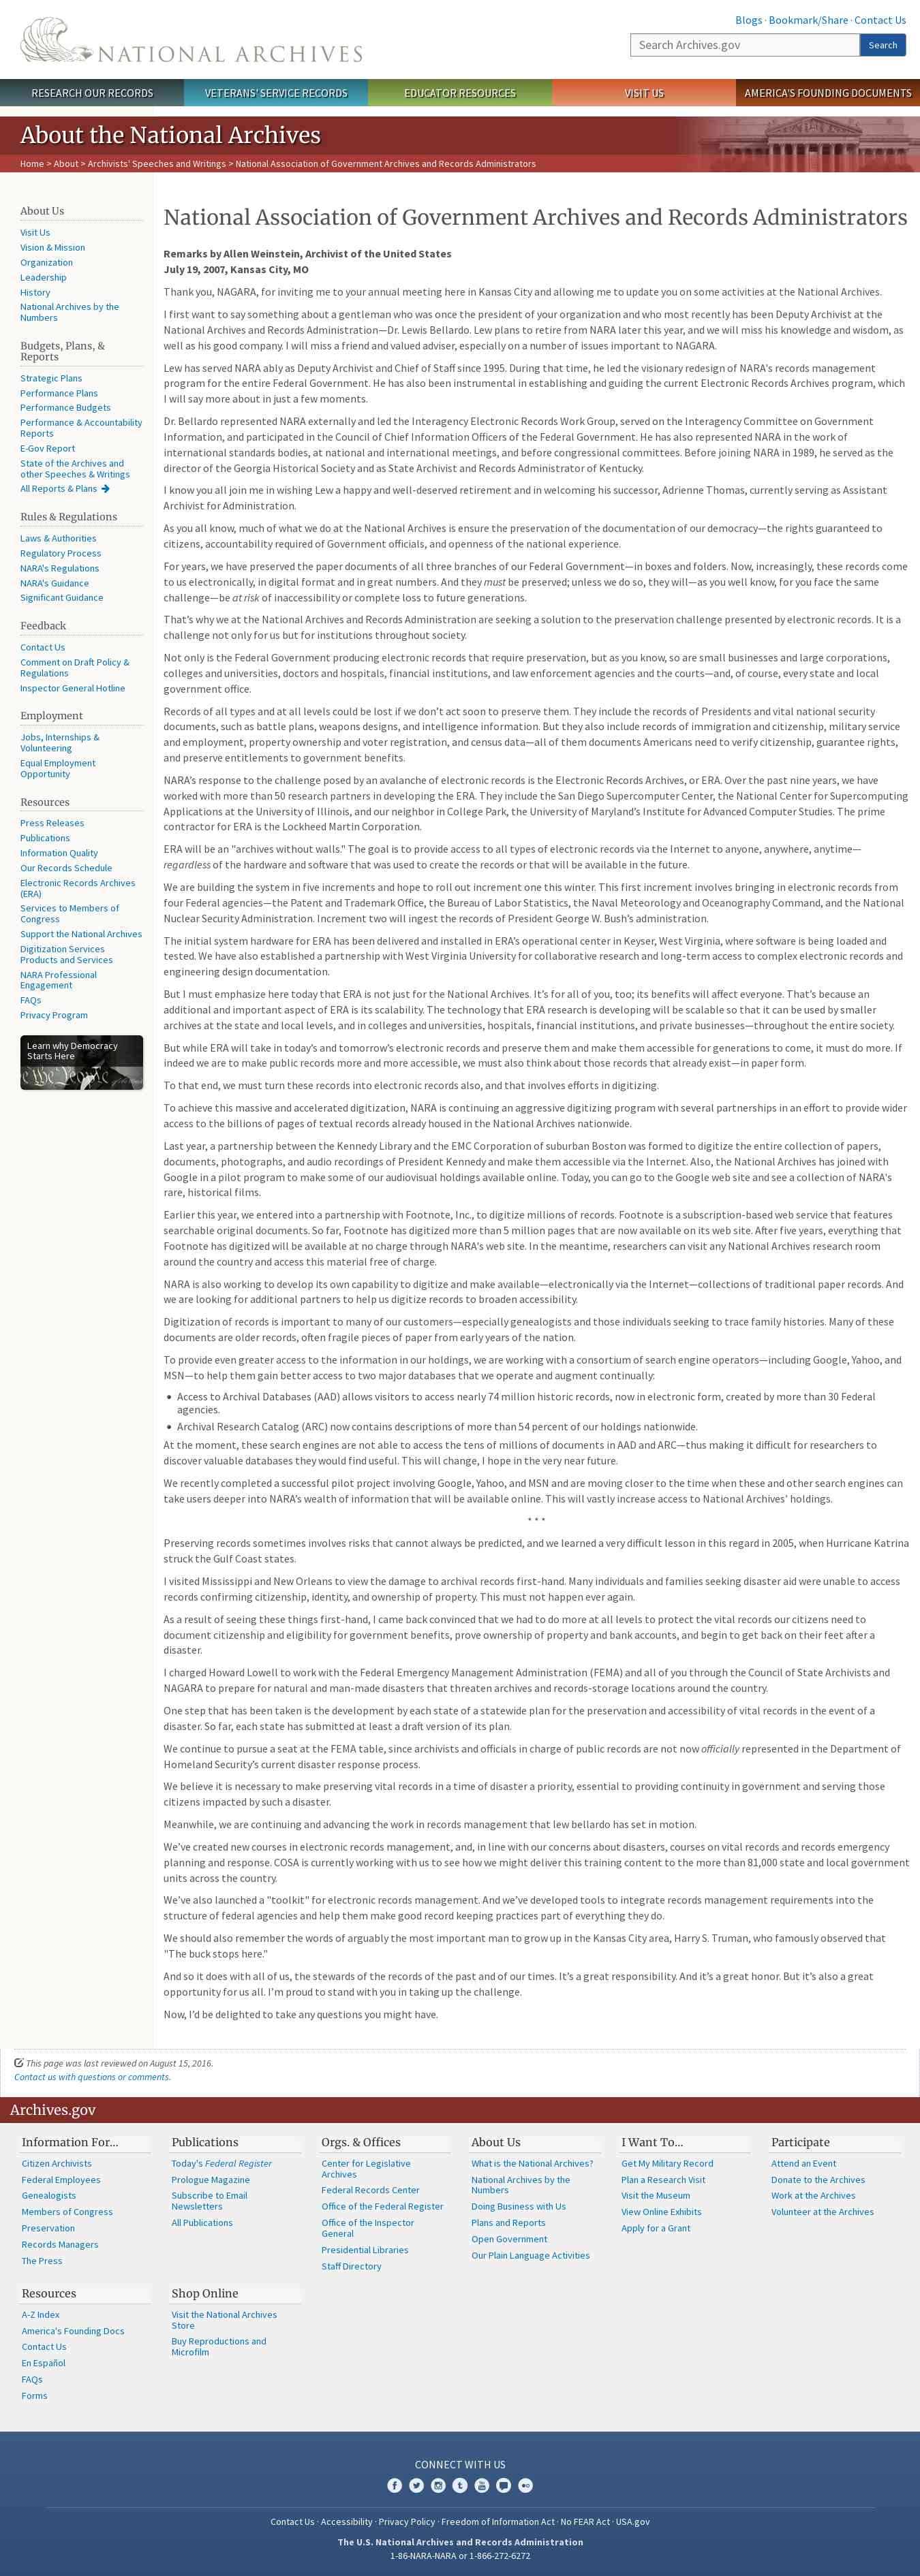 Blogs · Bookmark/Share · Contact Us
NATIONAL ARCHIVES
Search Archives.gov
Search
RESEARCH OUR RECORDS
VETERANS' SERVICE RECORDS
EDUCATOR RESOURCES
VISIT US
AMERICA'S FOUNDING DOCUMENTS
About the National Archives
Home > About > Archivists' Speeches and Writings > National Association of Government Archives and Records Administrators
About Us
Visit Us
Vision & Mission
Organization
Leadership
History
National Archives by the
Numbers
Budgets, Plans, &
Reports
Strategic Plans
Performance Plans
Performance Budgets
Performance & Accountability
Reports
E-Gov Report
State of the Archives and
other Speeches & Writings
All Reports & Plans
Rules & Regulations
Laws & Authorities
Regulatory Process
NARA's Regulations
NARA's Guidance
Significant Guidance
Feedback
Contact Us
Comment on Draft Policy &
Regulations
Inspector General Hotline
Employment
Jobs, Internships &
Volunteering
Equal Employment
Opportunity
Resources
Press Releases
Publications
Information Quality
Our Records Schedule
Electronic Records Archives
(ERA)
Services to Members of
Congress
Support the National Archives
Digitization Services
Products and Services
NARA Professional
Engagement
FAQs
Privacy Program
Learn why Democracy
Starts Here
We the People
National Association of Government Archives and Records Administrators
Remarks by Allen Weinstein, Archivist of the United States
July 19, 2007, Kansas City, MO
Thank you, NAGARA, for inviting me to your annual meeting here in Kansas City and allowing me to update you on some activities at the National Archives.
I first want to say something about a gentleman who was once the president of your organization and who most recently has been Deputy Archivist at the
National Archives and Records Administration—Dr. Lewis Bellardo. Lew plans to retire from NARA later this year, and we will miss his knowledge and wisdom, as
well as his good company. I will miss a friend and valued adviser, especially on a number of issues important to NAGARA.
Lew has served NARA ably as Deputy Archivist and Chief of Staff since 1995. During that time, he led the visionary redesign of NARA's records management
program for the entire Federal Government. He has also been instrumental in establishing and guiding the current Electronic Records Archives program, which
I will say more about in just a few moments.
Dr. Bellardo represented NARA externally and led the Interagency Electronic Records Work Group, served on the Interagency Committee on Government
Information, and participated in the Council of Chief Information Officers of the Federal Government. He has also represented NARA in the work of
international standards bodies, at national and international meetings, and before congressional committees. Before joining NARA in 1989, he served as the
director of the Georgia Historical Society and as State Archivist and Records Administrator of Kentucky.
I know you all join me in wishing Lew a happy and well-deserved retirement and in welcoming his successor, Adrienne Thomas, currently serving as Assistant
Archivist for Administration.
As you all know, much of what we do at the National Archives is ensure the preservation of the documentation of our democracy—the rights guaranteed to
citizens, accountability required of Government officials, and openness of the national experience.
For years, we have preserved the paper documents of all three branches of our Federal Government—in boxes and folders. Now, increasingly, these records come
to us electronically, in digital format and in great numbers. And they must be preserved; unless we do so, they will—as you well know, for you face the same
challenge—be at risk of inaccessibility or complete loss to future generations.
That’s why we at the National Archives and Records Administration are seeking a solution to the preservation challenge presented by electronic records. It is a
challenge not only for us but for institutions throughout society.
Not only is the Federal Government producing electronic records that require preservation, but as you know, so are small businesses and large corporations,
colleges and universities, doctors and hospitals, financial institutions, and law enforcement agencies and the courts—and, of course, every state and local
government office.
Records of all types and at all levels could be lost if we don’t act soon to preserve them. They include the records of Presidents and vital national security
documents, such as battle plans, weapons designs, and intelligence information. But they also include records of immigration and citizenship, military service
and employment, property ownership and voter registration, and census data—all of them documents Americans need to verify citizenship, guarantee rights,
and preserve entitlements to government benefits.
NARA’s response to the challenge posed by an avalanche of electronic records is the Electronic Records Archives, or ERA. Over the past nine years, we have
worked with more than 50 research partners in developing the ERA. They include the San Diego Supercomputer Center, the National Center for Supercomputing
Applications at the University of Illinois, and our neighbor in College Park, the University of Maryland’s Institute for Advanced Computer Studies. The prime
contractor for ERA is the Lockheed Martin Corporation.
ERA will be an "archives without walls." The goal is to provide access to all types of electronic records via the Internet to anyone, anywhere, anytime—
regardless of the hardware and software that was used to create the records or that will be available in the future.
We are building the system in five increments and hope to roll out increment one this winter. This first increment involves bringing in electronic records from
four Federal agencies—the Patent and Trademark Office, the Bureau of Labor Statistics, the Naval Meteorology and Oceanography Command, and the National
Nuclear Security Administration. Increment two will ingest the records of President George W. Bush’s administration.
The initial system hardware for ERA has been delivered and installed in ERA’s operational center in Keyser, West Virginia, where software is being loaded and
tested. We have also established a partnership with West Virginia University for collaborative research and long-term access to complex electronic records and
engineering design documentation.
But I must emphasize here today that ERA is not just for the National Archives. It’s for all of you, too; its benefits will affect everyone. That’s because an
additional important aspect of ERA is its scalability. The technology that ERA research is developing will be scalable so that it can be used by smaller
archives at the state and local levels, and in colleges and universities, hospitals, financial institutions, and private businesses—throughout the entire society.
But while ERA will take in today’s and tomorrow’s electronic records and preserve them and make them accessible for generations to come, it must do more. If
indeed we are to make public records more and more accessible, we must also think about those records that already exist—in paper form.
To that end, we must turn these records into electronic records also, and that involves efforts in digitizing.
To achieve this massive and accelerated digitization, NARA is continuing an aggressive digitizing program with several partnerships in an effort to provide wider
access to the billions of pages of textual records already housed in the National Archives nationwide.
Last year, a partnership between the Kennedy Library and the EMC Corporation of suburban Boston was formed to digitize the entire collection of papers,
documents, photographs, and audio recordings of President Kennedy and make them accessible via the Internet. Also, the National Archives has joined with
Google in a pilot program to make some of our audiovisual holdings available online. Today, you can go to the Google web site and see a collection of NARA's
rare, historical films.
Earlier this year, we entered into a partnership with Footnote, Inc., to digitize millions of records. Footnote is a subscription-based web service that features
searchable original documents. So far, Footnote has digitized more than 5 million pages that are now available on its web site. After five years, everything that
Footnote has digitized will be available at no charge through NARA's web site. In the meantime, researchers can visit any National Archives research room
around the country and access this material free of charge.
NARA is also working to develop its own capability to digitize and make available—electronically via the Internet—collections of traditional paper records. And
we are looking for additional partners to help us digitize records to broaden accessibility.
Digitization of records is important to many of our customers—especially genealogists and those individuals seeking to trace family histories. Many of these
documents are older records, often fragile pieces of paper from early years of the nation.
To provide even greater access to the information in our holdings, we are working with a consortium of search engine operators—including Google, Yahoo, and
MSN—to help them gain better access to two major databases that we operate and augment continually:
• Access to Archival Databases (AAD) allows visitors to access nearly 74 million historic records, now in electronic form, created by more than 30 Federal
agencies.
• Archival Research Catalog (ARC) now contains descriptions of more than 54 percent of our holdings nationwide.
At the moment, these search engines are not able to access the tens of millions of documents in AAD and ARC—thus making it difficult for researchers to
discover valuable databases they would find useful. This will change, I hope in the very near future.
We recently completed a successful pilot project involving Google, Yahoo, and MSN and are moving closer to the time when these and other search engines can
take users deeper into NARA’s wealth of information that will be available online. This will vastly increase access to National Archives’ holdings.
* * *
Preserving records sometimes involves risks that cannot always be predicted, and we learned a very difficult lesson in this regard in 2005, when Hurricane Katrina
struck the Gulf Coast states.
I visited Mississippi and New Orleans to view the damage to archival records first-hand. Many individuals and families seeking disaster aid were unable to access
records confirming citizenship, identity, and ownership of property. This must not happen ever again.
As a result of seeing these things first-hand, I came back convinced that we had to do more at all levels to protect the vital records our citizens need to
document citizenship and eligibility for government benefits, prove ownership of property and bank accounts, and begin to get back on their feet after a
disaster.
I charged Howard Lowell to work with the Federal Emergency Management Administration (FEMA) and all of you through the Council of State Archivists and
NAGARA to prepare for natural and man-made disasters that threaten archives and records-storage locations around the country.
One step that has been taken is the development by each state of a statewide plan for the preservation and accessibility of vital records in the event of a
disaster. So far, each state has submitted at least a draft version of its plan.
We continue to pursue a seat at the FEMA table, since archivists and officials in charge of public records are not now officially represented in the Department of
Homeland Security’s current disaster response process.
We believe it is necessary to make preserving vital records in a time of disaster a priority, essential to providing continuity in government and serving those
citizens impacted by such a disaster.
Meanwhile, we are continuing and advancing the work in records management that lew bellardo has set in motion.
We’ve created new courses in electronic records management, and, in line with our concerns about disasters, courses on vital records and records emergency
planning and response. COSA is currently working with us to see how we might deliver this training content to the more than 81,000 state and local government
units across the country.
We’ve also launched a "toolkit" for electronic records management. And we’ve developed tools to integrate records management requirements into the
structure of federal agencies and help them make good record keeping practices part of everything they do.
We should also remember the words of arguably the most important man to grow up in the Kansas City area, Harry S. Truman, who famously observed that
"The buck stops here."
And so it does with all of us, the stewards of the records of the past and of our times. It’s a great responsibility. And it’s a great honor. But it’s also a great
opportunity for us all. I’m proud to stand with you in taking up the challenge.
Now, I’d be delighted to take any questions you might have.
This page was last reviewed on August 15, 2016.
Contact us with questions or comments.
Archives.gov
Information For…
Citizen Archivists
Federal Employees
Genealogists
Members of Congress
Preservation
Records Managers
The Press
Publications
Today's Federal Register
Prologue Magazine
Subscribe to Email
Newsletters
All Publications
Orgs. & Offices
Center for Legislative
Archives
Federal Records Center
Office of the Federal Register
Office of the Inspector
General
Presidential Libraries
Staff Directory
About Us
What is the National Archives?
National Archives by the
Numbers
Doing Business with Us
Plans and Reports
Open Government
Our Plain Language Activities
I Want To…
Get My Military Record
Plan a Research Visit
Visit the Museum
View Online Exhibits
Apply for a Grant
Participate
Attend an Event
Donate to the Archives
Work at the Archives
Volunteer at the Archives
Resources
A-Z Index
America's Founding Docs
Contact Us
En Español
FAQs
Forms
Shop Online
Visit the National Archives
Store
Buy Reproductions and
Microfilm
CONNECT WITH US
Contact Us · Accessibility · Privacy Policy · Freedom of Information Act · No FEAR Act · USA.gov
The U.S. National Archives and Records Administration
1-86-NARA-NARA or 1-866-272-6272